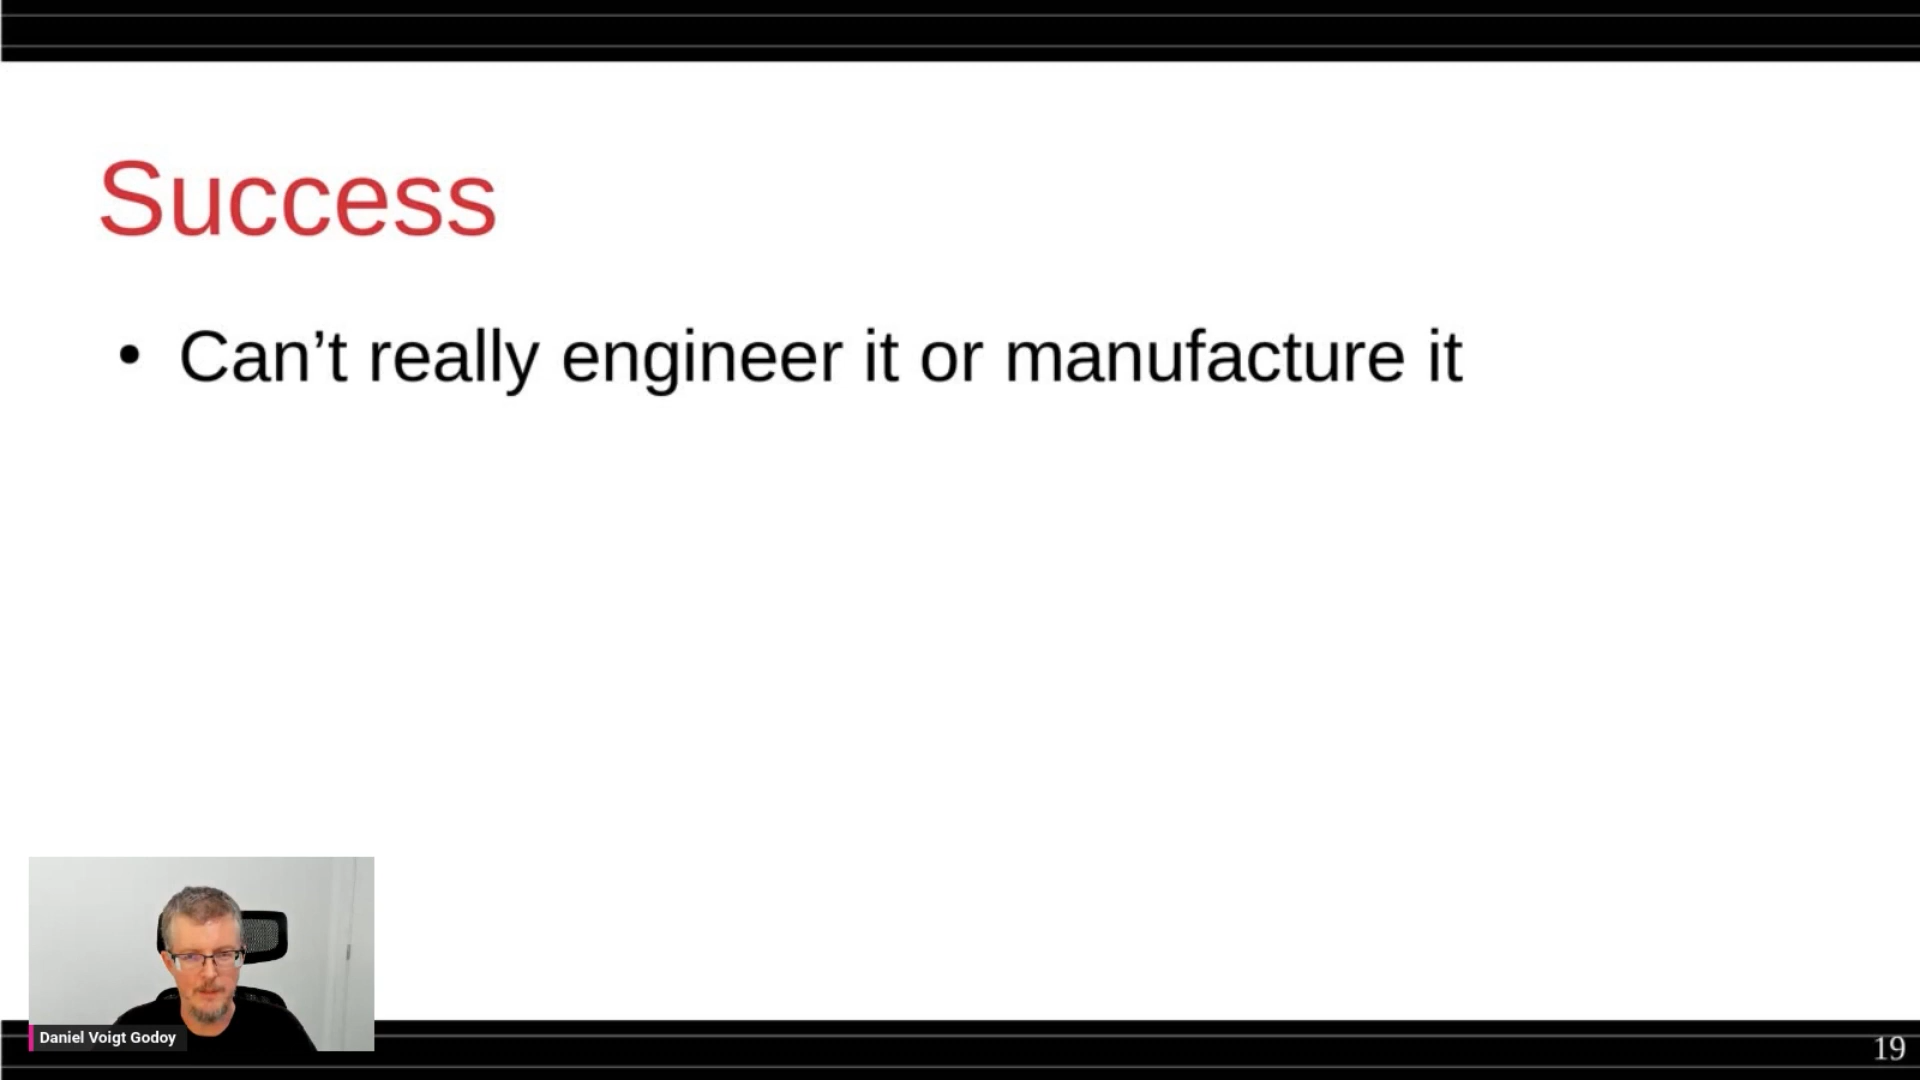 Success
• Can’t really engineer it or manufacture it
Daniel Voigt Godoy
19